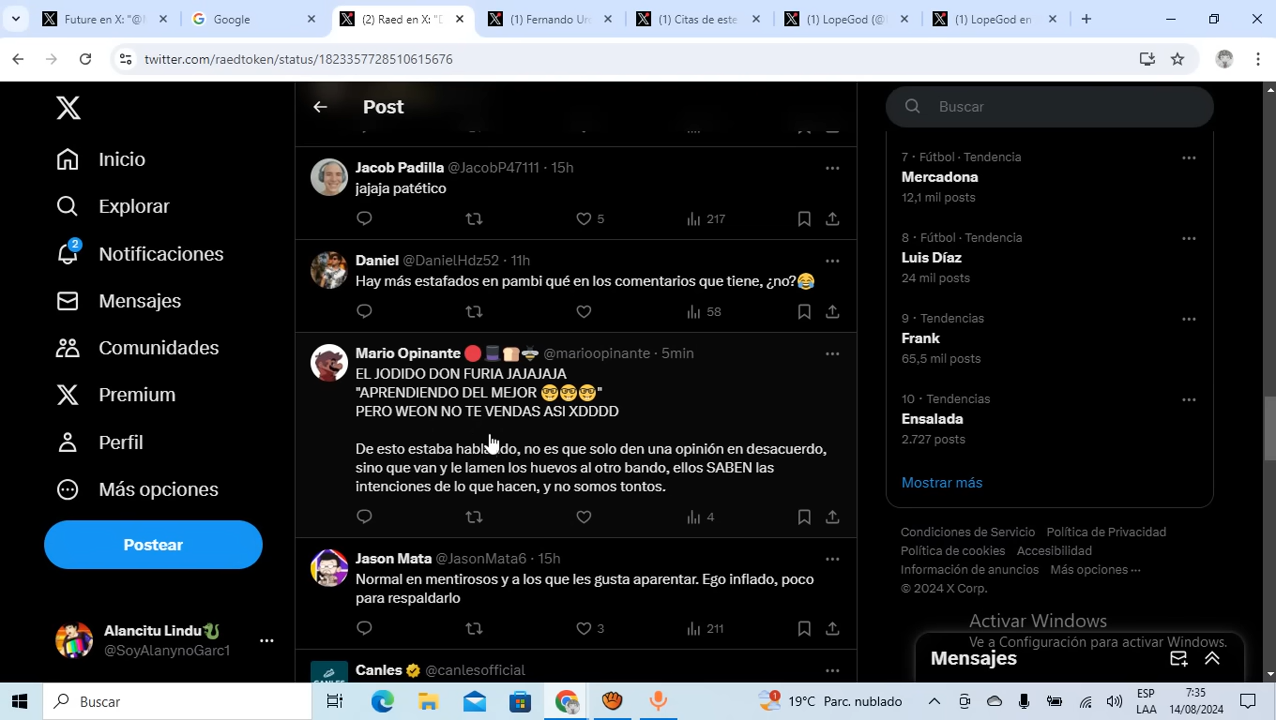 Future en X: "@
Google
(2) Raed en X: "D
(1) Fernando Ur
(1) Citas de este
(1) LopeGod (@
(1) LopeGod en
twitter.com/raedtoken/status/1823357728510615676
Inicio
Explorar
2
Notificaciones
Mensajes
Comunidades
Premium
Perfil
Más opciones
Postear
Alancitu Lindu🐍
@SoyAlanynoGarc1
Post
Jacob Padilla @JacobP47111 · 15h
jajaja patético
5 217
Daniel @DanielHdz52 · 11h
Hay más estafados en pambi qué en los comentarios que tiene, ¿no?😂
58
Mario Opinante 🔴🎩🍞🐝 @marioopinante · 5min
EL JODIDO DON FURIA JAJAJAJA
"APRENDIENDO DEL MEJOR 🤓🤓🤓"
PERO WEON NO TE VENDAS ASI XDDDD
De esto estaba hablando, no es que solo den una opinión en desacuerdo,
sino que van y le lamen los huevos al otro bando, ellos SABEN las
intenciones de lo que hacen, y no somos tontos.
4
Jason Mata @JasonMata6 · 15h
Normal en mentirosos y a los que les gusta aparentar. Ego inflado, poco
para respaldarlo
3 211
Canles @canlesofficial
Buscar
7 · Fútbol · Tendencia
Mercadona
12,1 mil posts
8 · Fútbol · Tendencia
Luis Díaz
24 mil posts
9 · Tendencias
Frank
65,5 mil posts
10 · Tendencias
Ensalada
2.727 posts
Mostrar más
Condiciones de Servicio Política de Privacidad
Política de cookies Accesibilidad
Información de anuncios Más opciones ···
© 2024 X Corp.
Activar Windows
Ve a Configuración para activar Windows.
Mensajes
Buscar
19°C Parc. nublado
ESP
LAA
7:35
14/08/2024